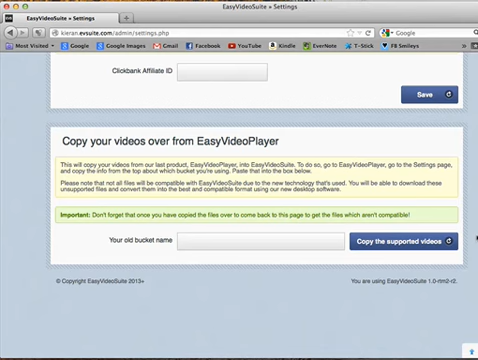 EasyVideoSuite » Settings
EasyVideoSuite » Settings
kieran.evsuite.com/admin/settings.php
Google
Most Visited
Google
Google Images
Gmail
Facebook
YouTube
Kindle
EverNote
T-Stick
FB Smileys
Clickbank Affiliate ID
Save
Copy your videos over from EasyVideoPlayer
This will copy your videos from our last product, EasyVideoPlayer, into EasyVideoSuite. To do so, go to EasyVideoPlayer, go to the Settings page,
and copy the info from the top about which bucket you're using. Paste that into the box below.
Please note that not all files will be compatible with EasyVideoSuite due to the new technology that's used. You will be able to download these
unsupported files and convert them into the best and compatible format using our new desktop software.
Important: Don't forget that once you have copied the files over to come back to this page to get the files which aren't compatible!
Your old bucket name
Copy the supported videos
© Copyright EasyVideoSuite 2013+
You are using EasyVideoSuite 1.0-rtm2-r2.